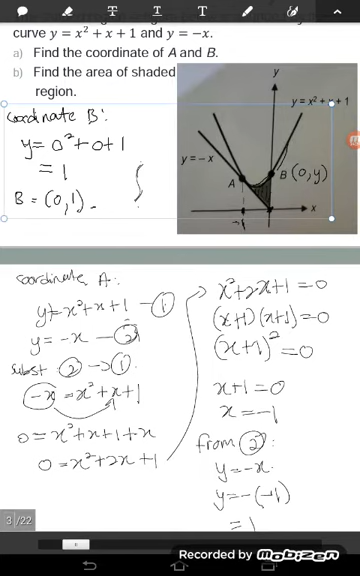 curve y = x² + x + 1 and y = −x.
a) Find the coordinate of A and B.
b) Find the area of shaded
region.
y
y = x² + x + 1
y = −x
A
B (0,y)
x
-1
Coordinate B:
y = 0² + 0 + 1
= 1
B = (0,1).
Coordinate A:
y = x² + x + 1 — ①
y = −x — ②
subst ② → ①
−x = x² + x + 1
0 = x² + x + 1 + x
0 = x² + 2x + 1
x² + 2x + 1 = 0
(x+1)(x+1) = 0
(x+1)² = 0
x + 1 = 0
x = −1
from ②
y = −x
y = −(−1)
= 1
3 /22
Recorded by Mobizen